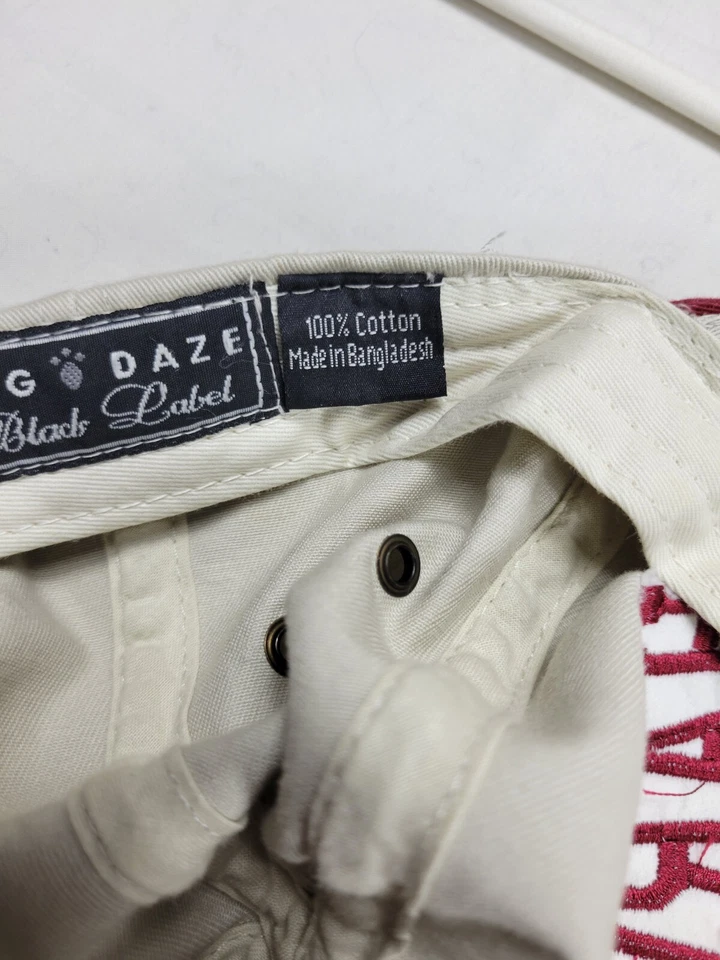 G DAZE
Black Label
100% Cotton
Made in Bangladesh